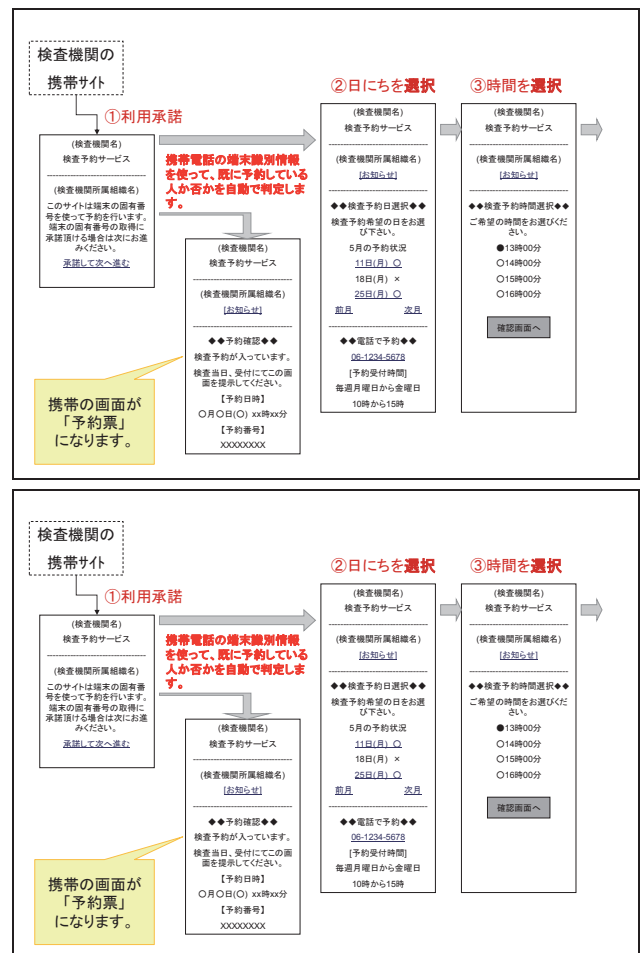 検査機関の
携帯サイト
①利用承諾
(検査機関名)
検査予約サービス
(検査機関所属組織名)
このサイトは端末の固有番
号を使って予約を行います。
端末の固有番号の取得に
承諾頂ける場合は次にお進
みください。
承諾して次へ進む
携帯電話の端末識別情報
を使って、既に予約している
人か否かを自動で判定しま
す。
(検査機関名)
検査予約サービス
(検査機関所属組織名)
[お知らせ]
◆◆予約確認◆◆
検査予約が入っています。
検査当日、受付にてこの画
面を提示してください。
【予約日時】
〇月〇日(〇) xx時xx分
【予約番号】
XXXXXXXX
携帯の画面が
「予約票」
になります。
②日にちを選択
(検査機関名)
検査予約サービス
(検査機関所属組織名)
[お知らせ]
◆◆検査予約日選択◆◆
検査予約希望の日をお選
び下さい。
5月の予約状況
11日(月) 〇
18日(月) ×
25日(月) 〇
前月 次月
◆◆電話で予約◆◆
06-1234-5678
[予約受付時間]
毎週月曜日から金曜日
10時から15時
③時間を選択
(検査機関名)
検査予約サービス
(検査機関所属組織名)
[お知らせ]
◆◆検査予約時間選択◆◆
ご希望の時間をお選びくだ
さい。
●13時00分
〇14時00分
〇15時00分
〇16時00分
確認画面へ
検査機関の
携帯サイト
①利用承諾
(検査機関名)
検査予約サービス
(検査機関所属組織名)
このサイトは端末の固有番
号を使って予約を行います。
端末の固有番号の取得に
承諾頂ける場合は次にお進
みください。
承諾して次へ進む
携帯電話の端末識別情報
を使って、既に予約している
人か否かを自動で判定しま
す。
(検査機関名)
検査予約サービス
(検査機関所属組織名)
[お知らせ]
◆◆予約確認◆◆
検査予約が入っています。
検査当日、受付にてこの画
面を提示してください。
【予約日時】
〇月〇日(〇) xx時xx分
【予約番号】
XXXXXXXX
携帯の画面が
「予約票」
になります。
②日にちを選択
(検査機関名)
検査予約サービス
(検査機関所属組織名)
[お知らせ]
◆◆検査予約日選択◆◆
検査予約希望の日をお選
び下さい。
5月の予約状況
11日(月) 〇
18日(月) ×
25日(月) 〇
前月 次月
◆◆電話で予約◆◆
06-1234-5678
[予約受付時間]
毎週月曜日から金曜日
10時から15時
③時間を選択
(検査機関名)
検査予約サービス
(検査機関所属組織名)
[お知らせ]
◆◆検査予約時間選択◆◆
ご希望の時間をお選びくだ
さい。
●13時00分
〇14時00分
〇15時00分
〇16時00分
確認画面へ